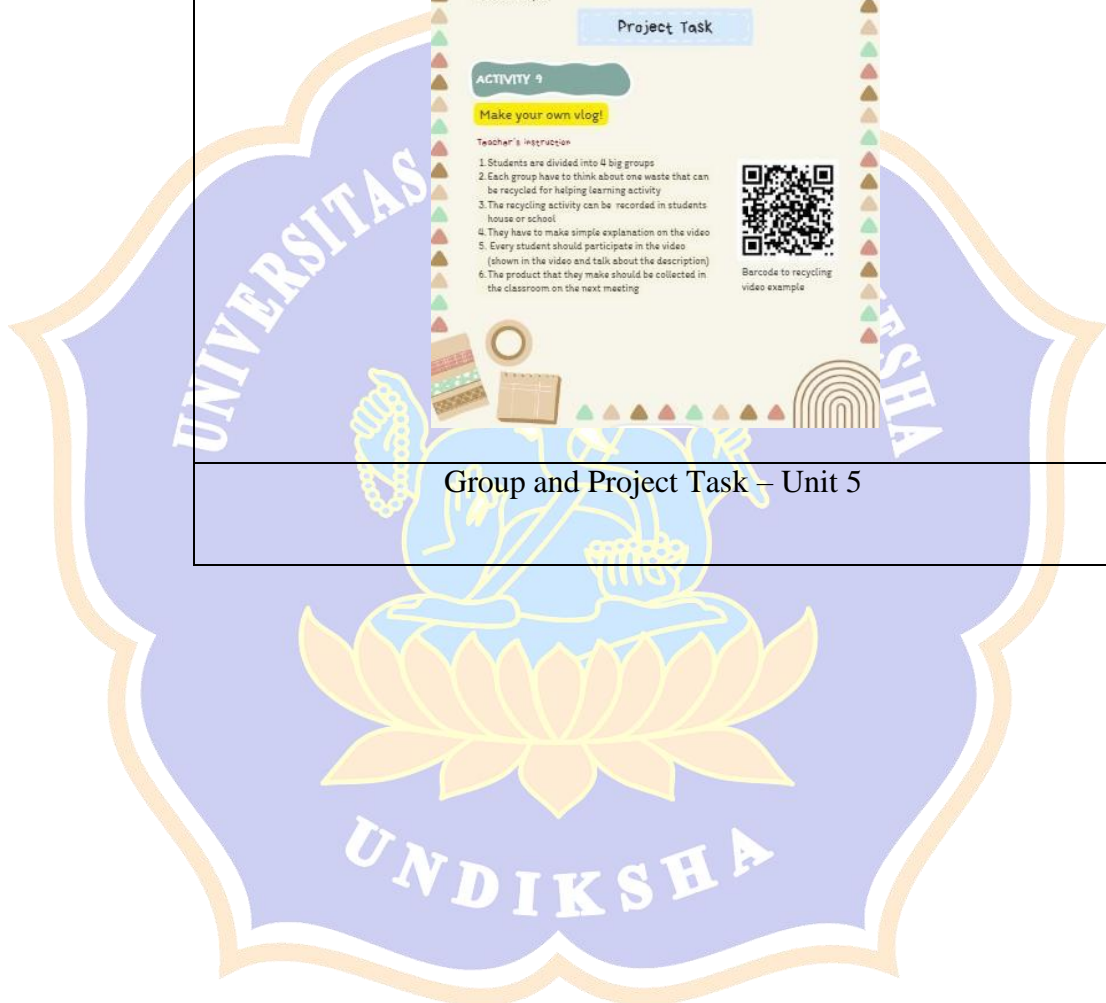 Project Task
ACTIVITY 9
Make your own vlog!
Teacher's instruction
1. Students are divided into 4 big groups
2. Each group have to think about one waste that can
be recycled for helping learning activity
3. The recycling activity can be recorded in students
house or school
4. They have to make simple explanation on the video
5. Every student should participate in the video
(shown in the video and talk about the description)
6. The product that they make should be collected in
the classroom on the next meeting
Barcode to recycling
video example
Group and Project Task – Unit 5
UNIVERSITAS
UNDIKSHA